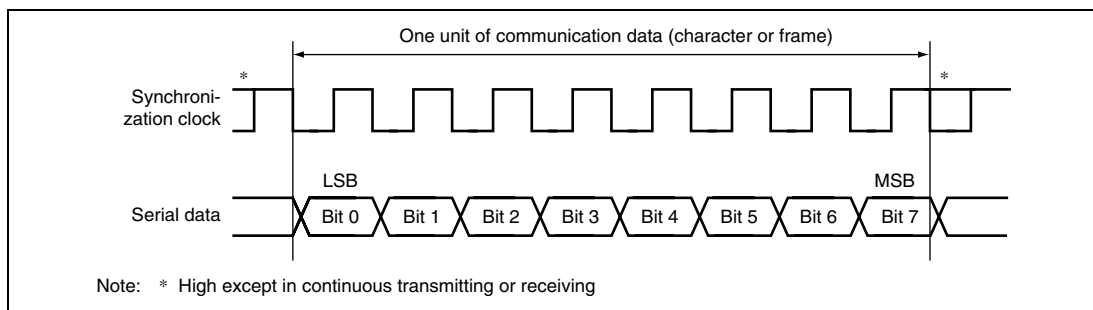 One unit of communication data (character or frame)
* *
Synchroni-
zation clock
LSB MSB
Serial data Bit 0 Bit 1 Bit 2 Bit 3 Bit 4 Bit 5 Bit 6 Bit 7
Note: * High except in continuous transmitting or receiving